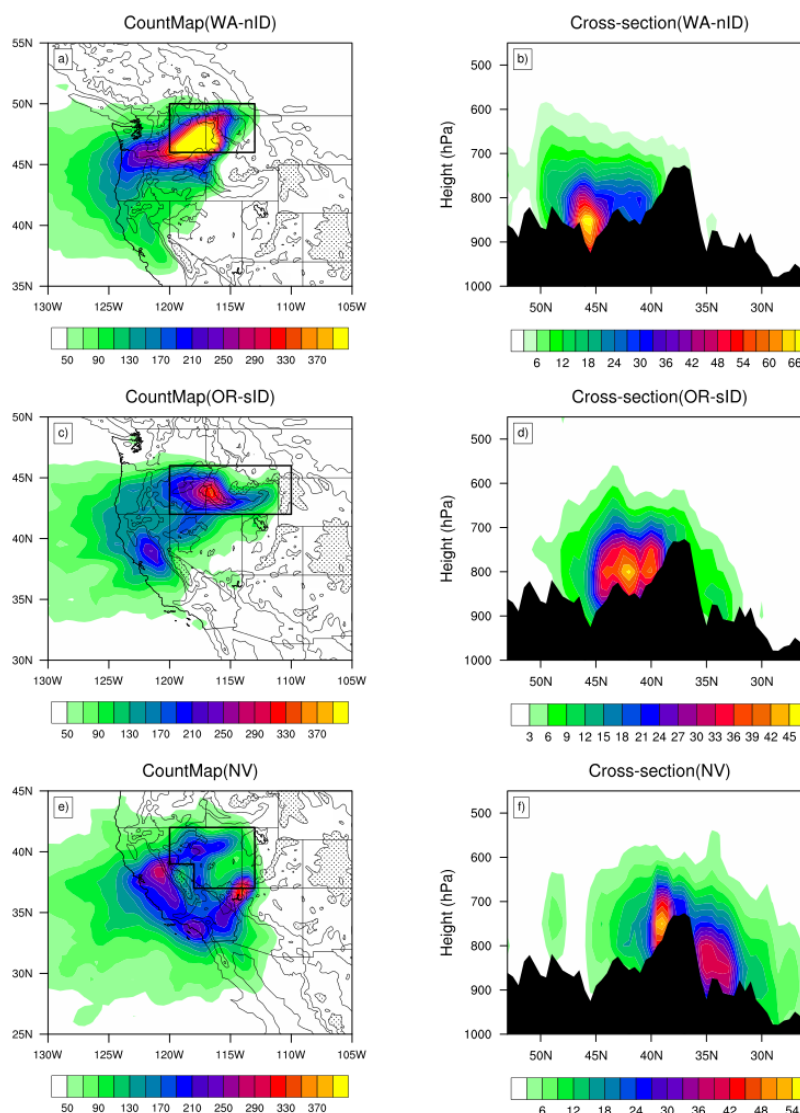 CountMap(WA-nID)
55N
50N
45N
40N
35N
a)
130W 125W 120W 115W 110W 105W
50 90 130 170 210 250 290 330 370
Cross-section(WA-nID)
b)
Height (hPa)
500
600
700
800
900
1000
50N 45N 40N 35N 30N
6 12 18 24 30 36 42 48 54 60 66
CountMap(OR-sID)
50N
45N
40N
35N
30N
c)
130W 125W 120W 115W 110W 105W
50 90 130 170 210 250 290 330 370
Cross-section(OR-sID)
d)
Height (hPa)
500
600
700
800
900
1000
50N 45N 40N 35N 30N
3 6 9 12 15 18 21 24 27 30 33 36 39 42 45
CountMap(NV)
45N
40N
35N
30N
25N
e)
130W 125W 120W 115W 110W 105W
50 90 130 170 210 250 290 330 370
Cross-section(NV)
f)
Height (hPa)
500
600
700
800
900
1000
50N 45N 40N 35N 30N
6 12 18 24 30 36 42 48 54